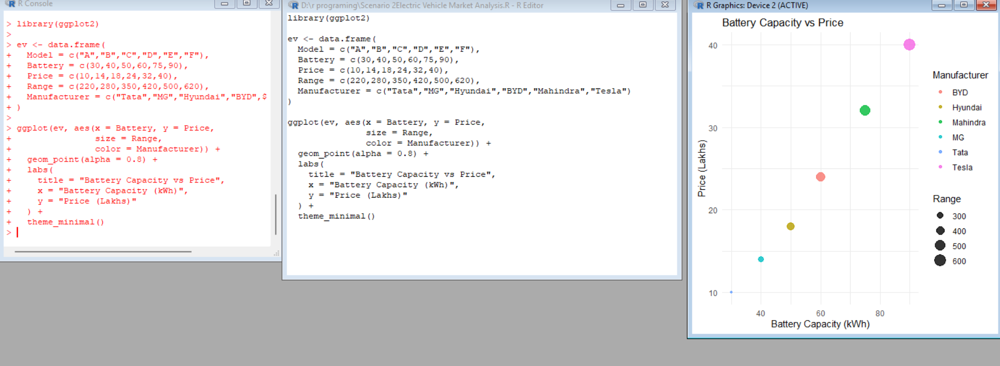 R Console
> library(ggplot2)
>
> ev <- data.frame(
+   Model = c("A","B","C","D","E","F"),
+   Battery = c(30,40,50,60,75,90),
+   Price = c(10,14,18,24,32,40),
+   Range = c(220,280,350,420,500,620),
+   Manufacturer = c("Tata","MG","Hyundai","BYD",$
+ )
>
> ggplot(ev, aes(x = Battery, y = Price,
+                size = Range,
+                color = Manufacturer)) +
+   geom_point(alpha = 0.8) +
+   labs(
+     title = "Battery Capacity vs Price",
+     x = "Battery Capacity (kWh)",
+     y = "Price (Lakhs)"
+   ) +
+   theme_minimal()
>
D:\r programing\Scenario 2Electric Vehicle Market Analysis.R - R Editor
library(ggplot2)
ev <- data.frame(
  Model = c("A","B","C","D","E","F"),
  Battery = c(30,40,50,60,75,90),
  Price = c(10,14,18,24,32,40),
  Range = c(220,280,350,420,500,620),
  Manufacturer = c("Tata","MG","Hyundai","BYD","Mahindra","Tesla")
)
ggplot(ev, aes(x = Battery, y = Price,
               size = Range,
               color = Manufacturer)) +
  geom_point(alpha = 0.8) +
  labs(
    title = "Battery Capacity vs Price",
    x = "Battery Capacity (kWh)",
    y = "Price (Lakhs)"
  ) +
  theme_minimal()
R Graphics: Device 2 (ACTIVE)
Battery Capacity vs Price
Price (Lakhs)
40
30
20
10
40 60 80
Battery Capacity (kWh)
Manufacturer
BYD
Hyundai
Mahindra
MG
Tata
Tesla
Range
300
400
500
600